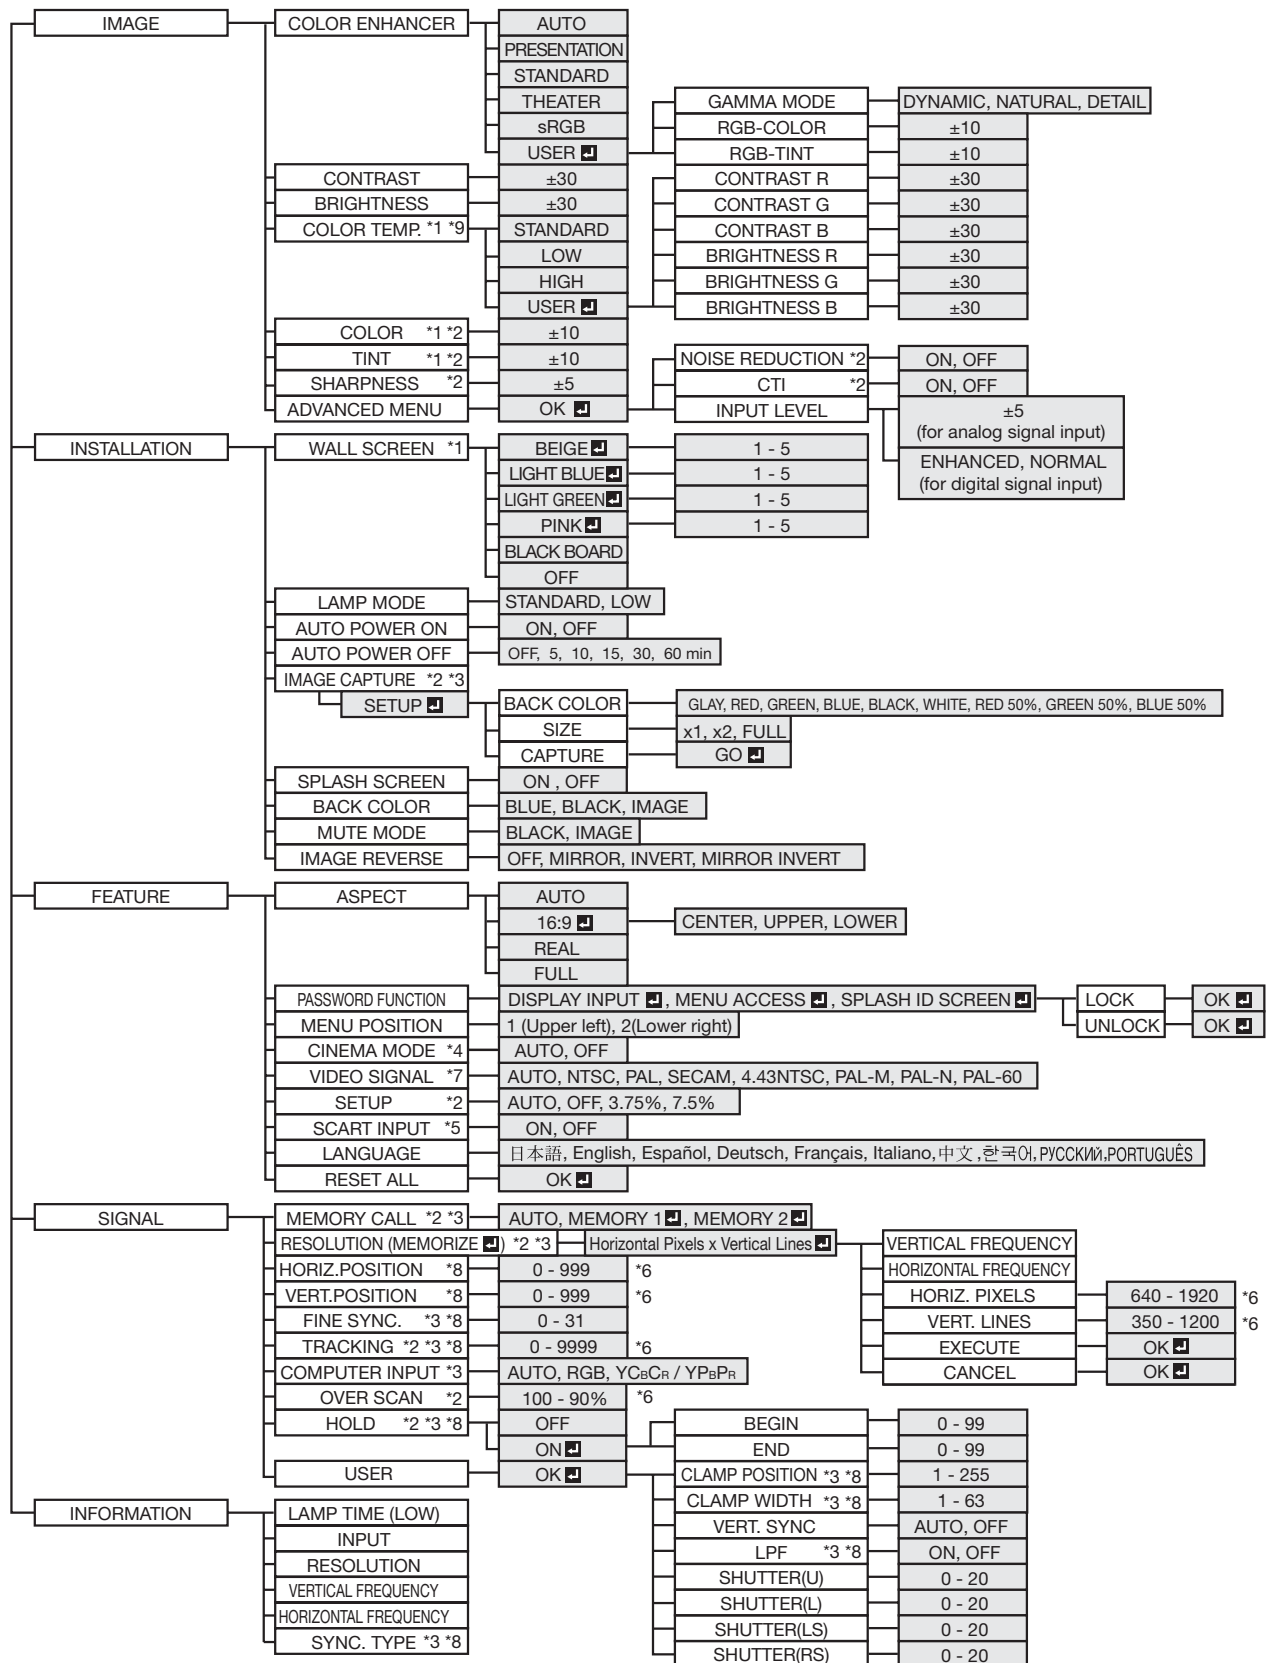 IMAGE
COLOR ENHANCER
AUTO
PRESENTATION
STANDARD
THEATER
sRGB
USER ↵
GAMMA MODE
DYNAMIC, NATURAL, DETAIL
RGB-COLOR
±10
RGB-TINT
±10
CONTRAST
±30
BRIGHTNESS
±30
COLOR TEMP. *1 *9
STANDARD
LOW
HIGH
USER ↵
CONTRAST R
±30
CONTRAST G
±30
CONTRAST B
±30
BRIGHTNESS R
±30
BRIGHTNESS G
±30
BRIGHTNESS B
±30
COLOR *1 *2
±10
TINT *1 *2
±10
SHARPNESS *2
±5
ADVANCED MENU
OK ↵
NOISE REDUCTION *2
ON, OFF
CTI *2
ON, OFF
INPUT LEVEL
±5
(for analog signal input)
ENHANCED, NORMAL
(for digital signal input)
INSTALLATION
WALL SCREEN *1
BEIGE ↵
1 - 5
LIGHT BLUE ↵
1 - 5
LIGHT GREEN ↵
1 - 5
PINK ↵
1 - 5
BLACK BOARD
OFF
LAMP MODE
STANDARD, LOW
AUTO POWER ON
ON, OFF
AUTO POWER OFF
OFF, 5, 10, 15, 30, 60 min
IMAGE CAPTURE *2 *3
SETUP ↵
BACK COLOR
GLAY, RED, GREEN, BLUE, BLACK, WHITE, RED 50%, GREEN 50%, BLUE 50%
SIZE
x1, x2, FULL
CAPTURE
GO ↵
SPLASH SCREEN
ON , OFF
BACK COLOR
BLUE, BLACK, IMAGE
MUTE MODE
BLACK, IMAGE
IMAGE REVERSE
OFF, MIRROR, INVERT, MIRROR INVERT
FEATURE
ASPECT
AUTO
16:9 ↵
CENTER, UPPER, LOWER
REAL
FULL
PASSWORD FUNCTION
DISPLAY INPUT ↵ , MENU ACCESS ↵ , SPLASH ID SCREEN ↵
LOCK
OK ↵
UNLOCK
OK ↵
MENU POSITION
1 (Upper left), 2(Lower right)
CINEMA MODE *4
AUTO, OFF
VIDEO SIGNAL *7
AUTO, NTSC, PAL, SECAM, 4.43NTSC, PAL-M, PAL-N, PAL-60
SETUP *2
AUTO, OFF, 3.75%, 7.5%
SCART INPUT *5
ON, OFF
LANGUAGE
日本語, English, Español, Deutsch, Français, Italiano, 中文 , 한국어, РУССКИЙ,PORTUGUÊS
RESET ALL
OK ↵
SIGNAL
MEMORY CALL *2 *3
AUTO, MEMORY 1 ↵ , MEMORY 2 ↵
RESOLUTION (MEMORIZE ↵ ) *2 *3
Horizontal Pixels x Vertical Lines ↵
VERTICAL FREQUENCY
HORIZONTAL FREQUENCY
HORIZ. PIXELS
640 - 1920 *6
VERT. LINES
350 - 1200 *6
EXECUTE
OK ↵
CANCEL
OK ↵
HORIZ.POSITION *8
0 - 999 *6
VERT.POSITION *8
0 - 999 *6
FINE SYNC. *3 *8
0 - 31
TRACKING *2 *3 *8
0 - 9999 *6
COMPUTER INPUT *3
AUTO, RGB, YCBCR / YPBPR
OVER SCAN *2
100 - 90% *6
HOLD *2 *3 *8
OFF
ON ↵
BEGIN
0 - 99
END
0 - 99
USER
OK ↵
CLAMP POSITION *3 *8
1 - 255
CLAMP WIDTH *3 *8
1 - 63
VERT. SYNC
AUTO, OFF
LPF *3 *8
ON, OFF
SHUTTER(U)
0 - 20
SHUTTER(L)
0 - 20
SHUTTER(LS)
0 - 20
SHUTTER(RS)
0 - 20
INFORMATION
LAMP TIME (LOW)
INPUT
RESOLUTION
VERTICAL FREQUENCY
HORIZONTAL FREQUENCY
SYNC. TYPE *3 *8